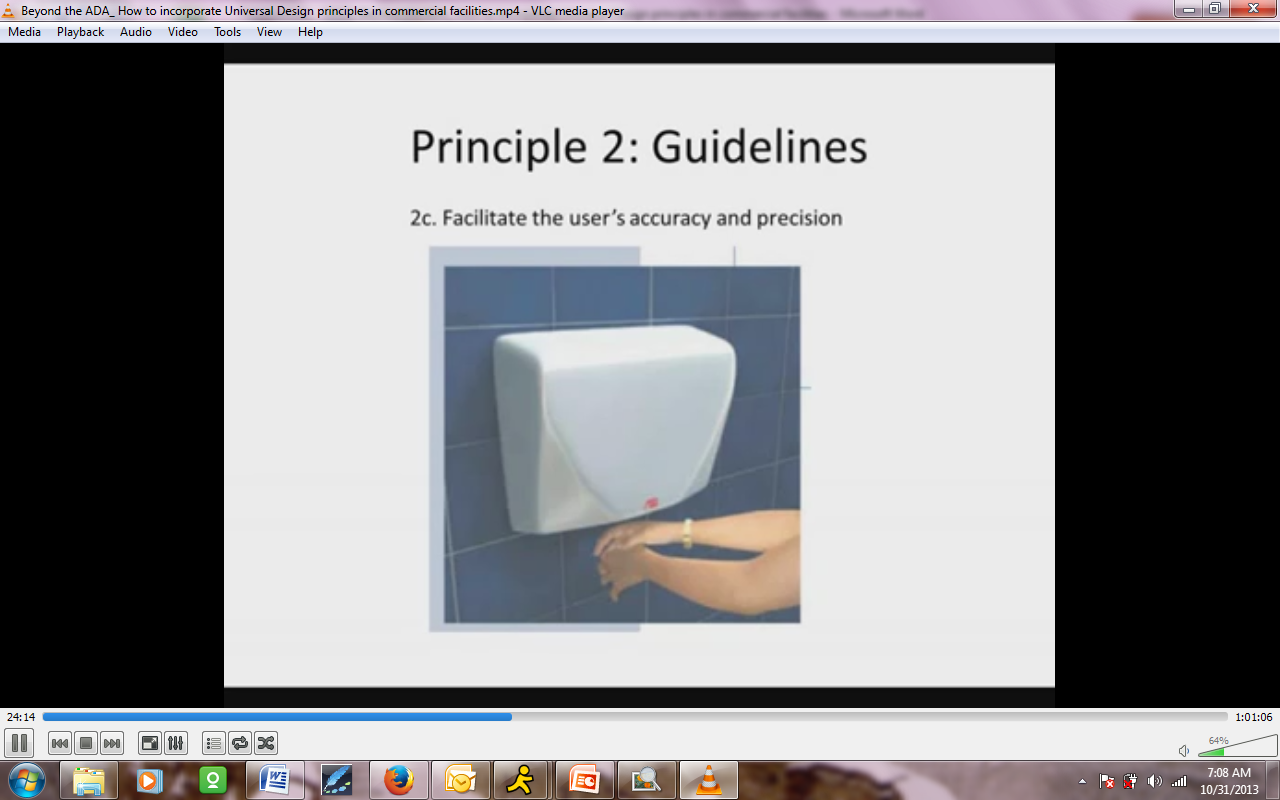 Beyond the ADA_ How to incorporate Universal Design principles in commercial facilities.mp4 - VLC media player
Media Playback Audio Video Tools View Help
Principle 2: Guidelines
2c. Facilitate the user's accuracy and precision
24:14 1:01:06
64%
7:08 AM
10/31/2013